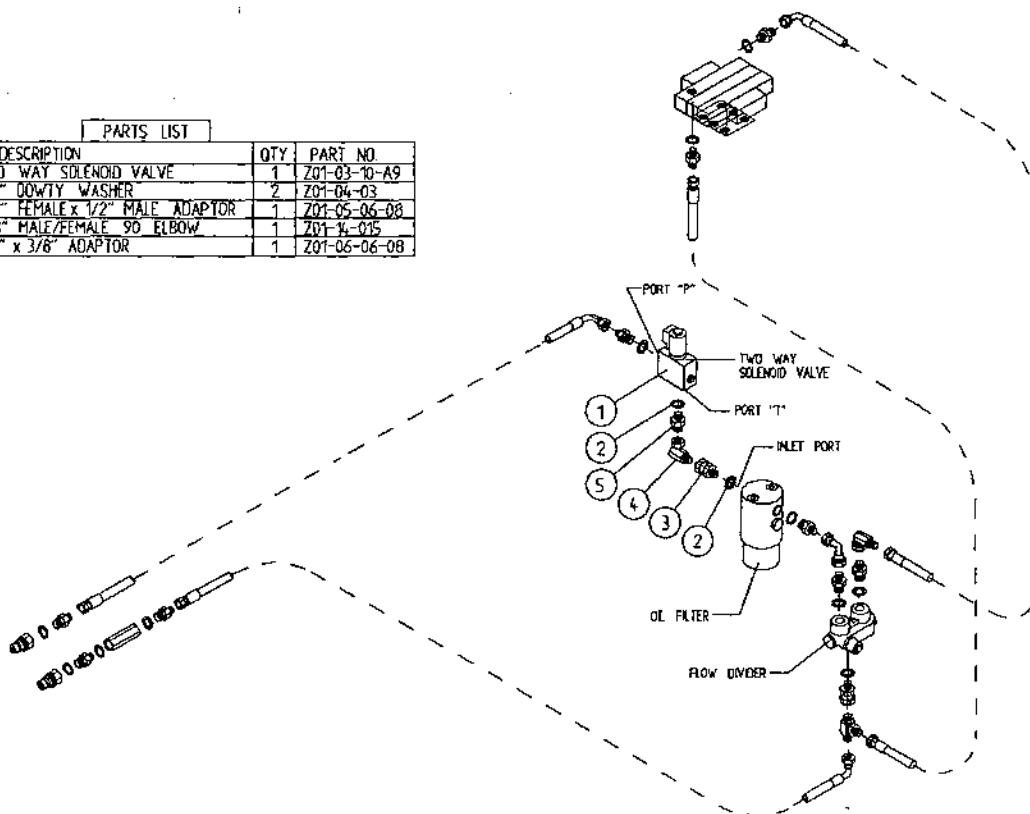 PARTS LIST
DESCRIPTION QTY PART NO.
WAY SOLENOID VALVE 1 Z01-03-10-A9
" DOWTY WASHER 2 Z01-04-03
" FEMALE x 1/2" MALE ADAPTOR 1 Z01-05-06-08
" MALE/FEMALE 90 ELBOW 1 Z01-14-015
" x 3/8" ADAPTOR 1 Z01-06-06-08
PORT "P"
TWO WAY
SOLENOID VALVE
1
PORT "T"
2
INLET PORT
5
4
3
2
OIL FILTER
FLOW DIVIDER